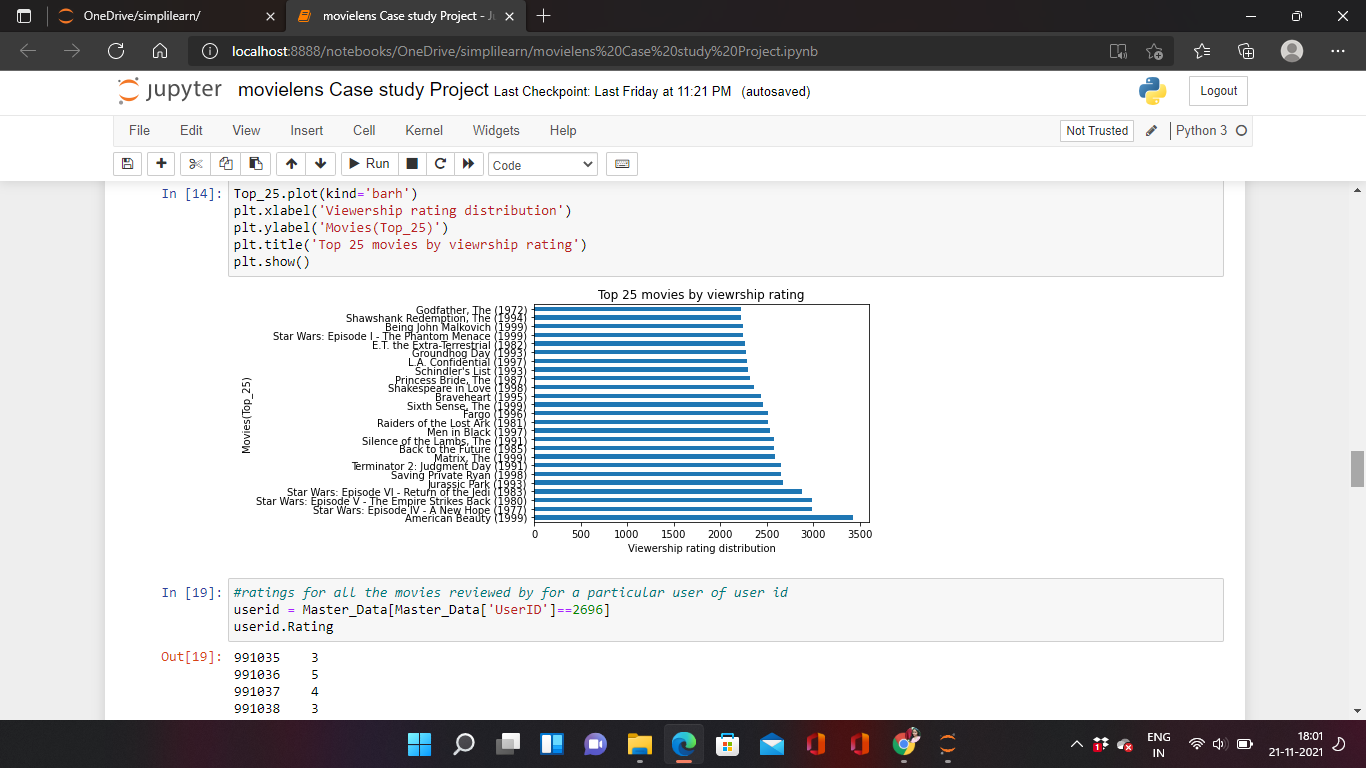 OneDrive/simplilearn/
movielens Case study Project - Ju
localhost:8888/notebooks/OneDrive/simplilearn/movielens%20Case%20study%20Project.ipynb
jupyter movielens Case study Project Last Checkpoint: Last Friday at 11:21 PM (autosaved)
Logout
File Edit View Insert Cell Kernel Widgets Help
Not Trusted
Python 3
Run
Code
In [14]: Top_25.plot(kind='barh')
plt.xlabel('Viewership rating distribution')
plt.ylabel('Movies(Top_25)')
plt.title('Top 25 movies by viewrship rating')
plt.show()
Top 25 movies by viewrship rating
Movies(Top_25)
Godfather, The (1972)
Shawshank Redemption, The (1994)
Being John Malkovich (1999)
Star Wars: Episode I - The Phantom Menace (1999)
E.T. the Extra-Terrestrial (1982)
Groundhog Day (1993)
L.A. Confidential (1997)
Schindler's List (1993)
Princess Bride, The (1987)
Shakespeare in Love (1998)
Braveheart (1995)
Sixth Sense, The (1999)
Fargo (1996)
Raiders of the Lost Ark (1981)
Men in Black (1997)
Silence of the Lambs, The (1991)
Back to the Future (1985)
Matrix, The (1999)
Terminator 2: Judgment Day (1991)
Saving Private Ryan (1998)
Jurassic Park (1993)
Star Wars: Episode VI - Return of the Jedi (1983)
Star Wars: Episode V - The Empire Strikes Back (1980)
Star Wars: Episode IV - A New Hope (1977)
American Beauty (1999)
0 500 1000 1500 2000 2500 3000 3500
Viewership rating distribution
In [19]: #ratings for all the movies reviewed by for a particular user of user id
userid = Master_Data[Master_Data['UserID']==2696]
userid.Rating
Out[19]: 991035 3
991036 5
991037 4
991038 3
ENG
IN
18:01
21-11-2021